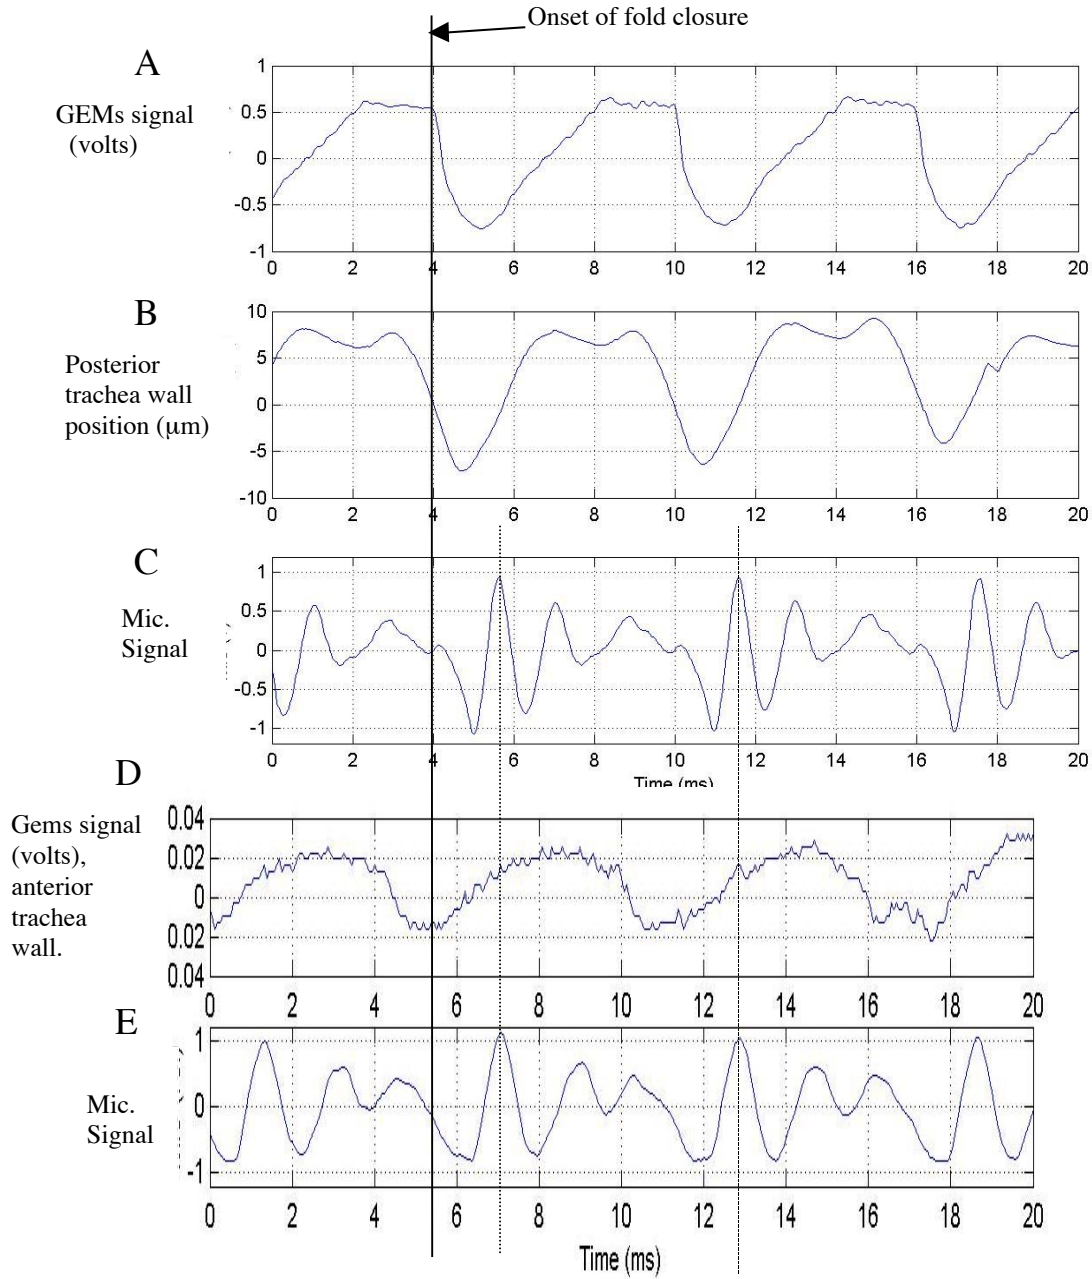 Onset of fold closure
A
GEMs signal
(volts)
1
0.5
0
-0.5
-1
0 2 4 6 8 10 12 14 16 18 20
B
Posterior
trachea wall
position (μm)
10
5
0
-5
-10
0 2 4 6 8 10 12 14 16 18 20
C
Mic.
Signal
1
0.5
0
-0.5
-1
0 2 4 6 8 10 12 14 16 18 20
Time (ms)
D
Gems signal
(volts),
anterior
trachea
wall.
0.04
0.02
0
0.02
0.04
0 2 4 6 8 10 12 14 16 18 20
E
Mic.
Signal
1
0
-1
0 2 4 6 8 10 12 14 16 18 20
Time (ms)